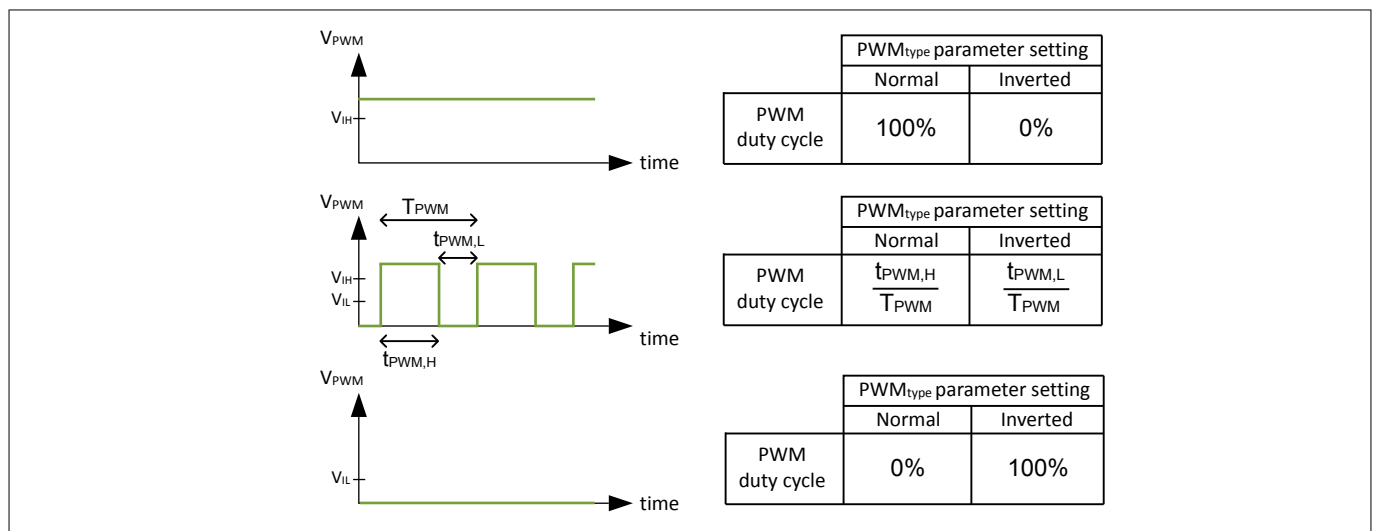 VPWM
VIH
time
PWMtype parameter setting
Normal Inverted
PWM
duty cycle
100% 0%
VPWM
TPWM
tPWM,L
VIH
VIL
time
tPWM,H
PWMtype parameter setting
Normal Inverted
PWM
duty cycle
tPWM,H
TPWM
tPWM,L
TPWM
VPWM
VIL
time
PWMtype parameter setting
Normal Inverted
PWM
duty cycle
0% 100%